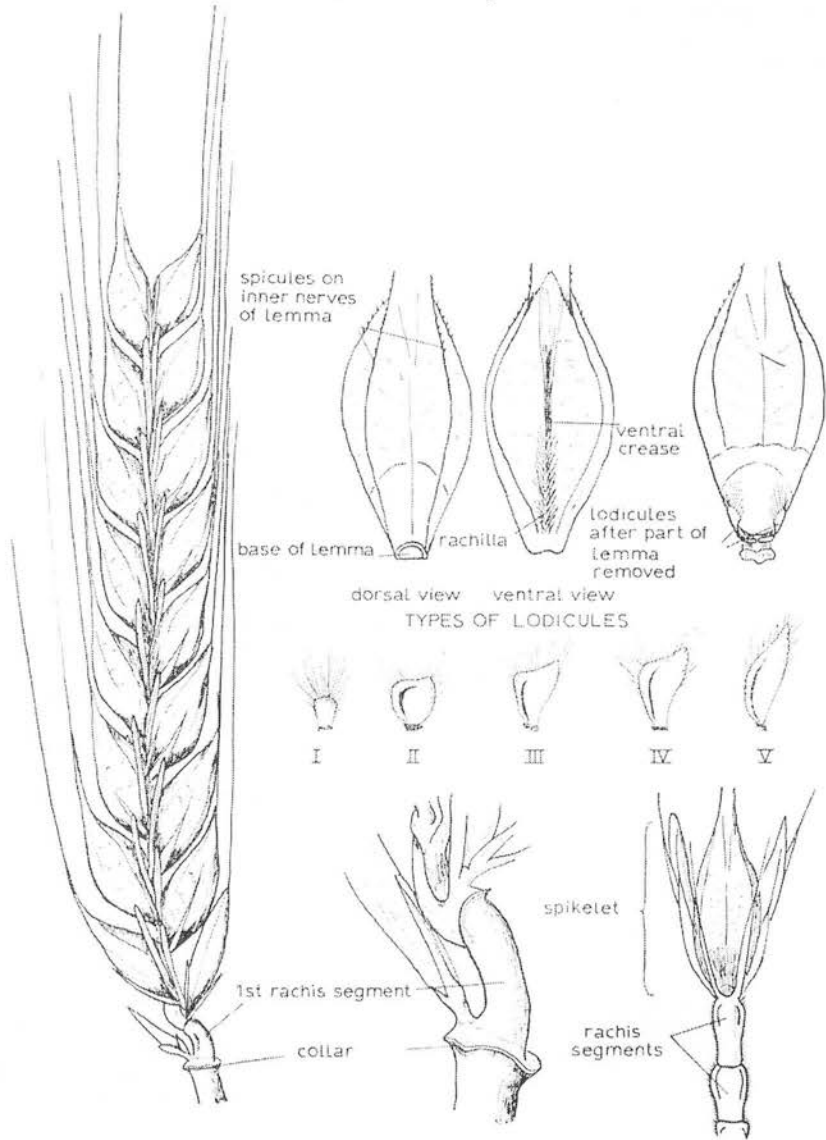 spicules on
inner nerves
of lemma
ventral
crease
base of lemma
rachilla
lodicules
after part of
lemma
removed
dorsal view
ventral view
TYPES OF LODICULES
I
II
III
IV
V
spikelet
1st rachis segment
collar
rachis
segments